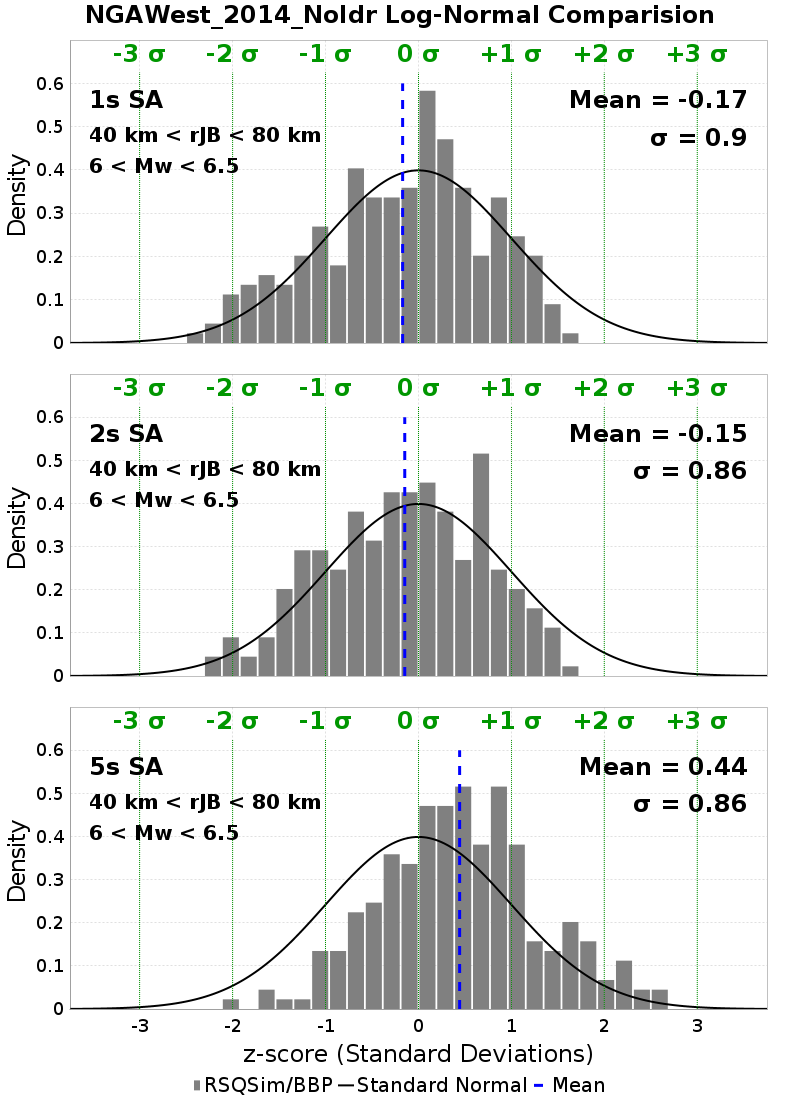 NGAWest_2014_NoIdr Log-Normal Comparision
-3 σ -2 σ -1 σ 0 σ +1 σ +2 σ +3 σ
1s SA Mean = -0.17
40 km < rJB < 80 km σ = 0.9
6 < Mw < 6.5
0.6
0.5
0.4
0.3
0.2
0.1
0
Density
-3 σ -2 σ -1 σ 0 σ +1 σ +2 σ +3 σ
2s SA Mean = -0.15
40 km < rJB < 80 km σ = 0.86
6 < Mw < 6.5
0.6
0.5
0.4
0.3
0.2
0.1
0
Density
-3 σ -2 σ -1 σ 0 σ +1 σ +2 σ +3 σ
5s SA Mean = 0.44
40 km < rJB < 80 km σ = 0.86
6 < Mw < 6.5
0.6
0.5
0.4
0.3
0.2
0.1
0
Density
-3 -2 -1 0 1 2 3
z-score (Standard Deviations)
RSQSim/BBP Standard Normal Mean